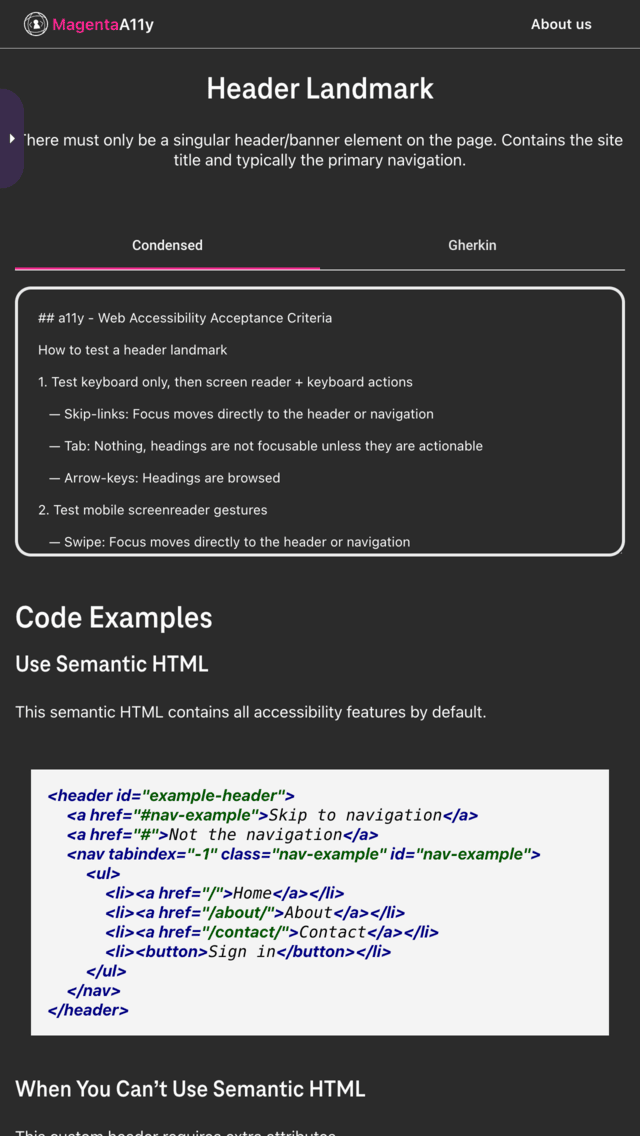 MagentaA11y
About us
Header Landmark
here must only be a singular header/banner element on the page. Contains the site
title and typically the primary navigation.
Condensed
Gherkin
## a11y - Web Accessibility Acceptance Criteria
How to test a header landmark
1. Test keyboard only, then screen reader + keyboard actions
— Skip-links: Focus moves directly to the header or navigation
— Tab: Nothing, headings are not focusable unless they are actionable
— Arrow-keys: Headings are browsed
2. Test mobile screenreader gestures
— Swipe: Focus moves directly to the header or navigation
Code Examples
Use Semantic HTML
This semantic HTML contains all accessibility features by default.
<header id="example-header">
<a href="#nav-example">Skip to navigation</a>
<a href="#">Not the navigation</a>
<nav tabindex="-1" class="nav-example" id="nav-example">
<ul>
<li><a href="/">Home</a></li>
<li><a href="/about/">About</a></li>
<li><a href="/contact/">Contact</a></li>
<li><button>Sign in</button></li>
</ul>
</nav>
</header>
When You Can’t Use Semantic HTML
This custom header requires extra attributes